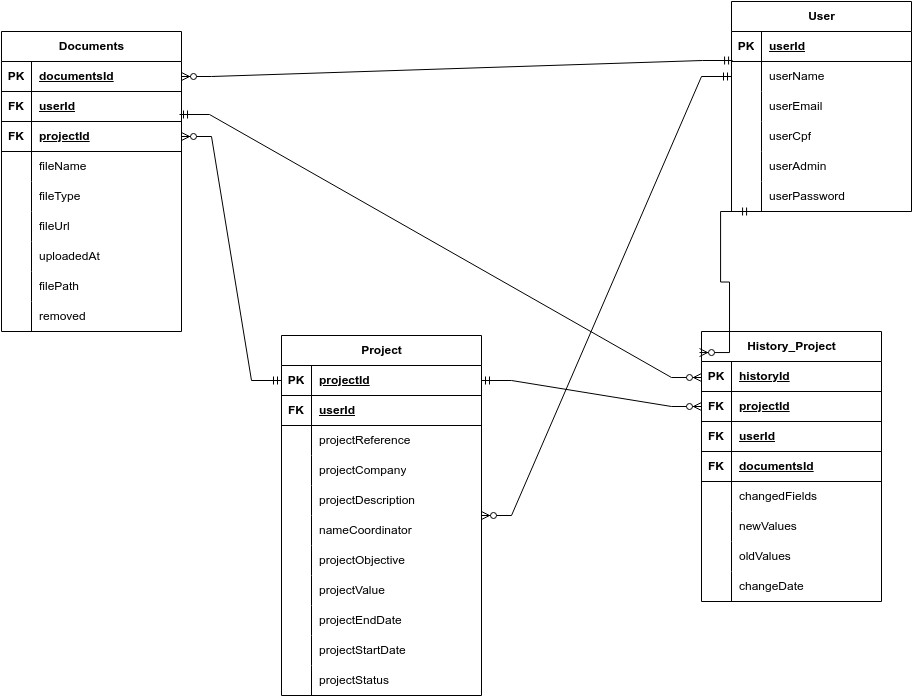 Documents
PK documentsId
FK userId
FK projectId
fileName
fileType
fileUrl
uploadedAt
filePath
removed
User
PK userId
userName
userEmail
userCpf
userAdmin
userPassword
Project
PK projectId
FK userId
projectReference
projectCompany
projectDescription
nameCoordinator
projectObjective
projectValue
projectEndDate
projectStartDate
projectStatus
History_Project
PK historyId
FK projectId
FK userId
FK documentsId
changedFields
newValues
oldValues
changeDate